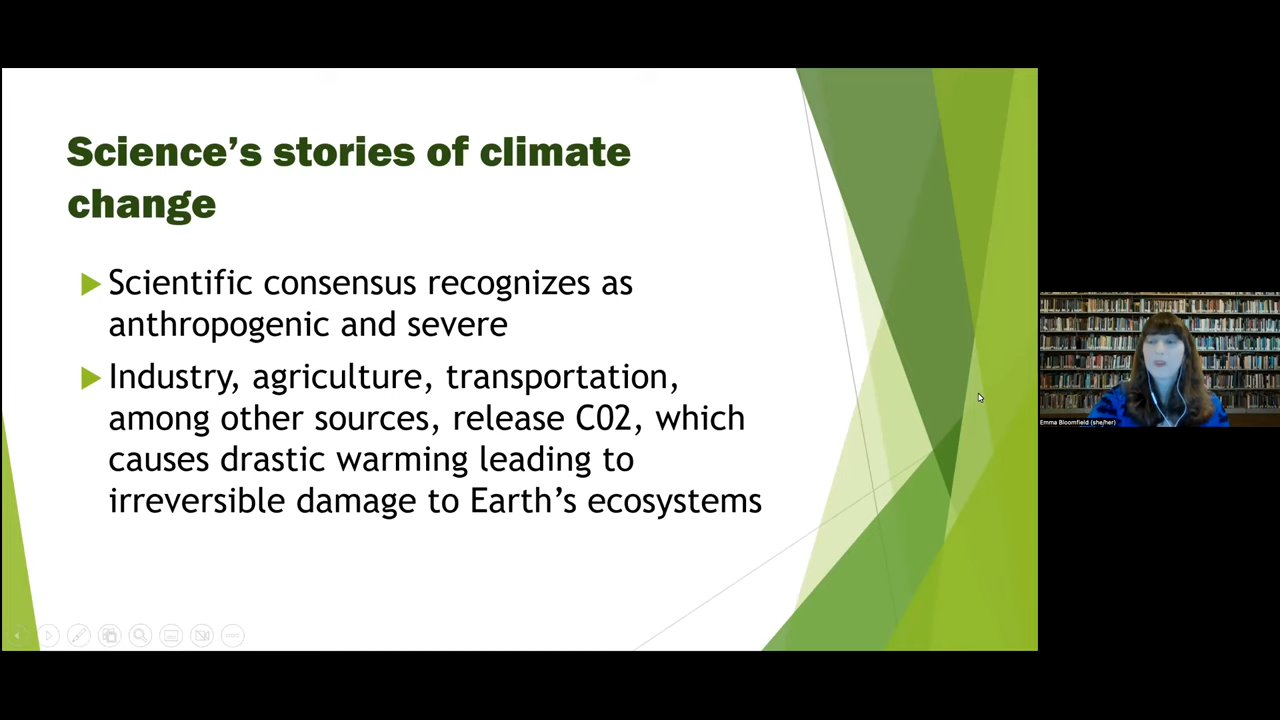 Science’s stories of climate
change
Scientific consensus recognizes as
anthropogenic and severe
Industry, agriculture, transportation,
among other sources, release C02, which
causes drastic warming leading to
irreversible damage to Earth’s ecosystems
Emma Bloomfield (she/her)